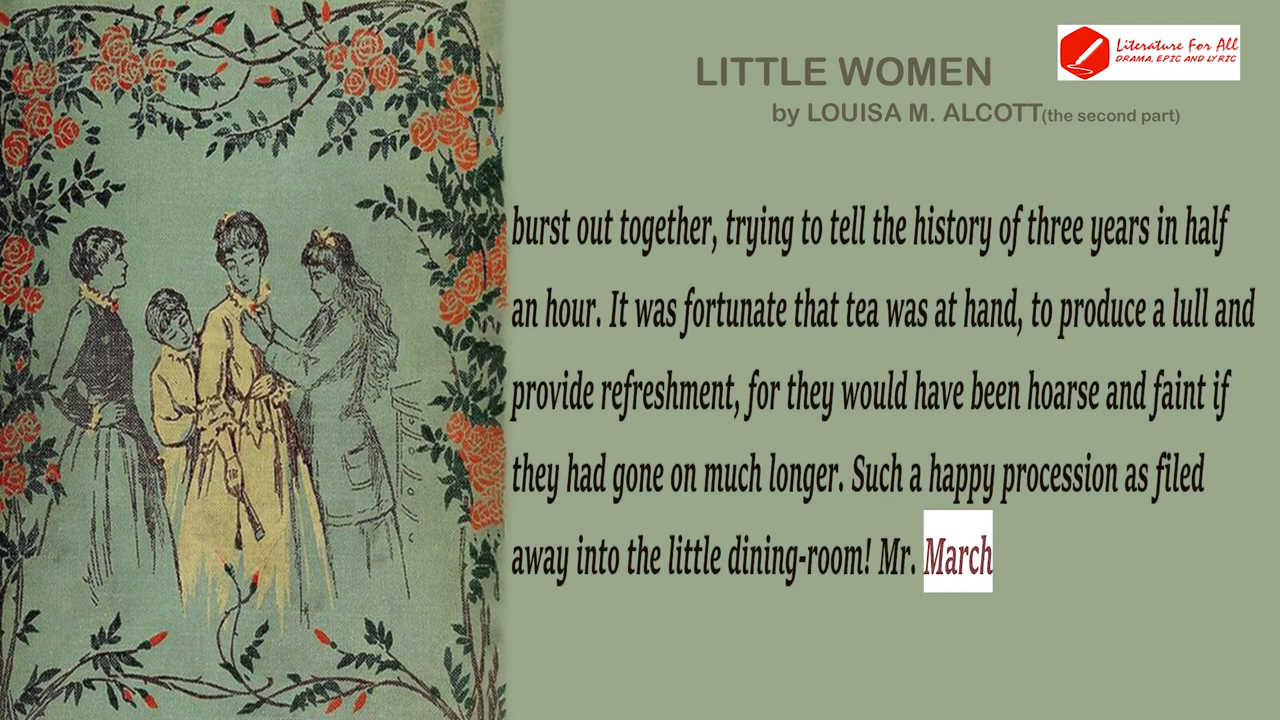 LITTLE WOMEN
by LOUISA M. ALCOTT(the second part)
Literature For All
DRAMA, EPIC AND LYRIC
burst out together, trying to tell the history of three years in half
an hour. It was fortunate that tea was at hand, to produce a lull and
provide refreshment, for they would have been hoarse and faint if
they had gone on much longer. Such a happy procession as filed
away into the little dining-room! Mr. March